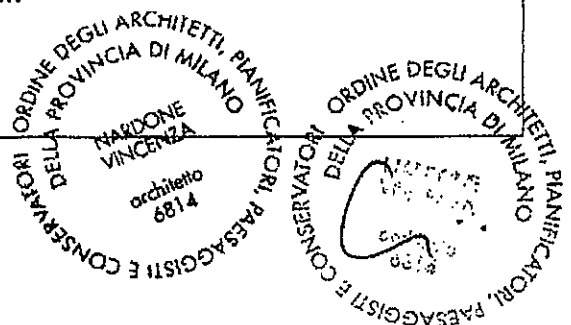 ORDINE DEGLI ARCHITETTI, PIANIFICATORI, PAESAGGISTI E CONSERVATORI
DELLA PROVINCIA DI MILANO
NARDONE
VINCENZA
architetto
6814
ORDINE DEGLI ARCHITETTI, PIANIFICATORI, PAESAGGISTI E CONSERVATORI
DELLA PROVINCIA DI MILANO